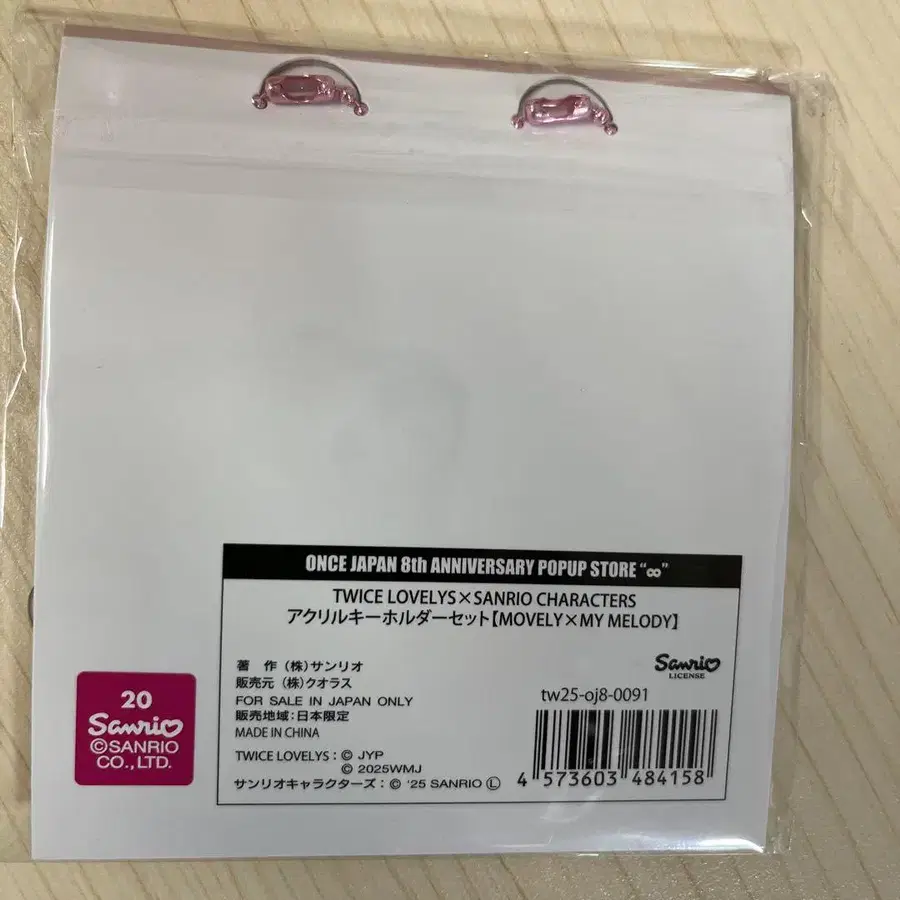 ONCE JAPAN 8th ANNIVERSARY POPUP STORE "∞"
TWICE LOVELYS×SANRIO CHARACTERS
アクリルキーホルダーセット【MOVELY×MY MELODY】
著 作 (株)サンリオ
販売元 (株)クオラス
FOR SALE IN JAPAN ONLY
販売地域:日本限定
MADE IN CHINA
TWICE LOVELYS:© JYP
© 2025WMJ
サンリオキャラクターズ:© '25 SANRIO Ⓛ
Sanrio
LICENSE
tw25-oj8-0091
4 573603 484158
20
Sanrio
©SANRIO
CO.,LTD.